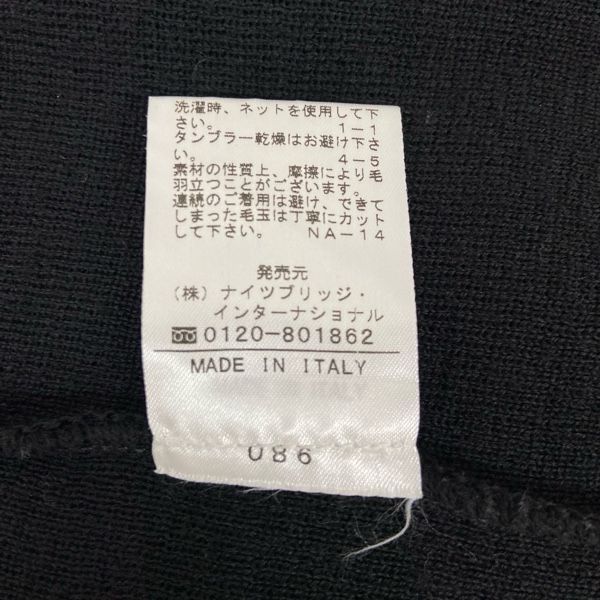 洗濯時、ネットを使用して下
さい。 1-1
タンブラー乾燥はお避け下さ
い。 4-5
素材の性質上、摩擦により毛
羽立つことがございます。
連続のご着用は避け、できて
しまった毛玉は丁寧にカット
して下さい。 NA-14
発売元
(株)ナイツブリッジ・
インターナショナル
0120-801862
MADE IN ITALY
086